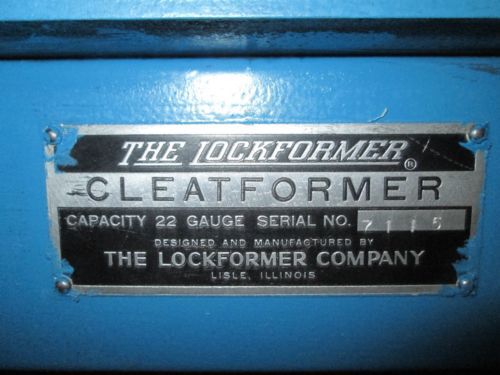 THE LOCKFORMER®
CLEATFORMER
CAPACITY 22 GAUGE SERIAL NO. 7115
DESIGNED AND MANUFACTURED BY
THE LOCKFORMER COMPANY
LISLE, ILLINOIS